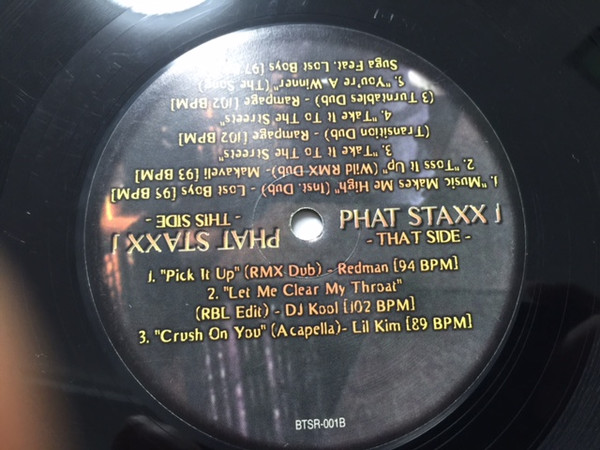 PHAT STAXX 1
- THAT SIDE -
1. "Pick It Up" (RMX Dub) - Redman [94 BPM]
2. "Let Me Clear My Throat"
(RBL Edit) - DJ Kool [102 BPM]
3. "Crush On You" (Acapella)- Lil Kim [89 BPM]
BTSR-001B
PHAT STAXX 1
- THIS SIDE -
1. "Music Makes Me High" (Inst. Dub) - Lost Boys [95 BPM]
2. "Toss It Up" (Wild RMX Dub) - Makaveli [93 BPM]
3. "Take It To The Streets"
(Transition Dub) - Rampage [102 BPM]
4. "Take It To The Streets"
(3 Turntables Dub) - Rampage [102 BPM]
5. "You're A Winner" (The Song)
Suga Feat. Lost Boys [97